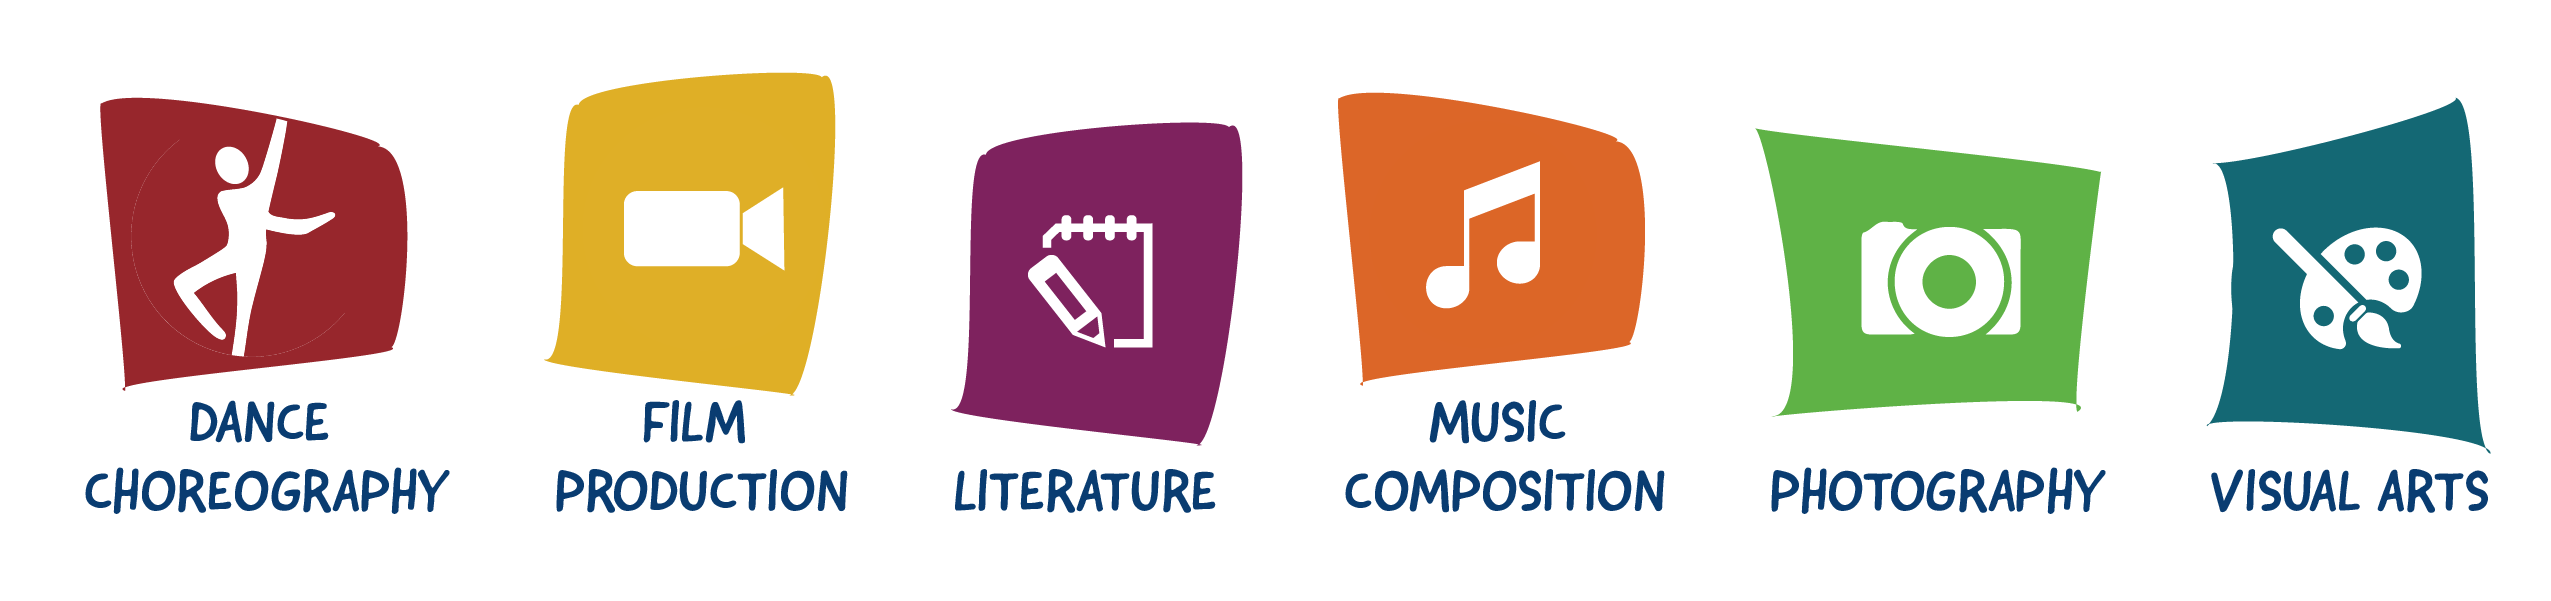 DANCE
CHOREOGRAPHY
FILM
PRODUCTION
LITERATURE
MUSIC
COMPOSITION
PHOTOGRAPHY
VISUAL ARTS